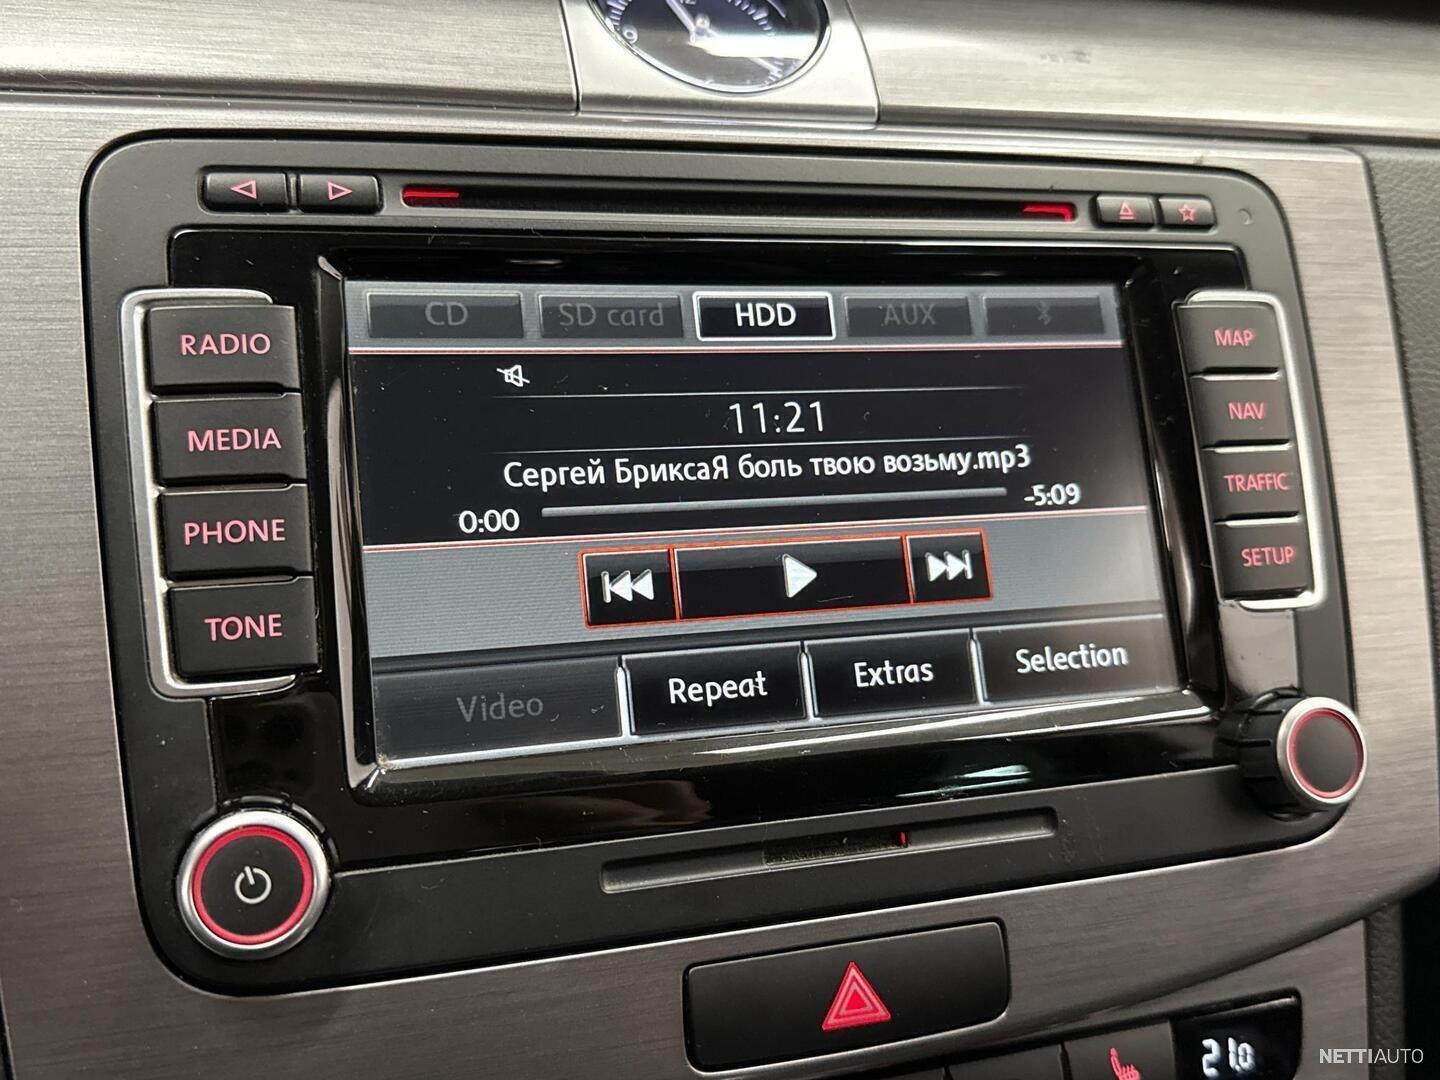 CD SD card HDD AUX
RADIO
MAP
11:21
NAV
MEDIA
Сергей БриксаЯ боль твою возьму.mp3
0:00 -5:09
TRAFFIC
PHONE
SETUP
TONE
Video Repeat Extras Selection
21.0
NETTIAUTO